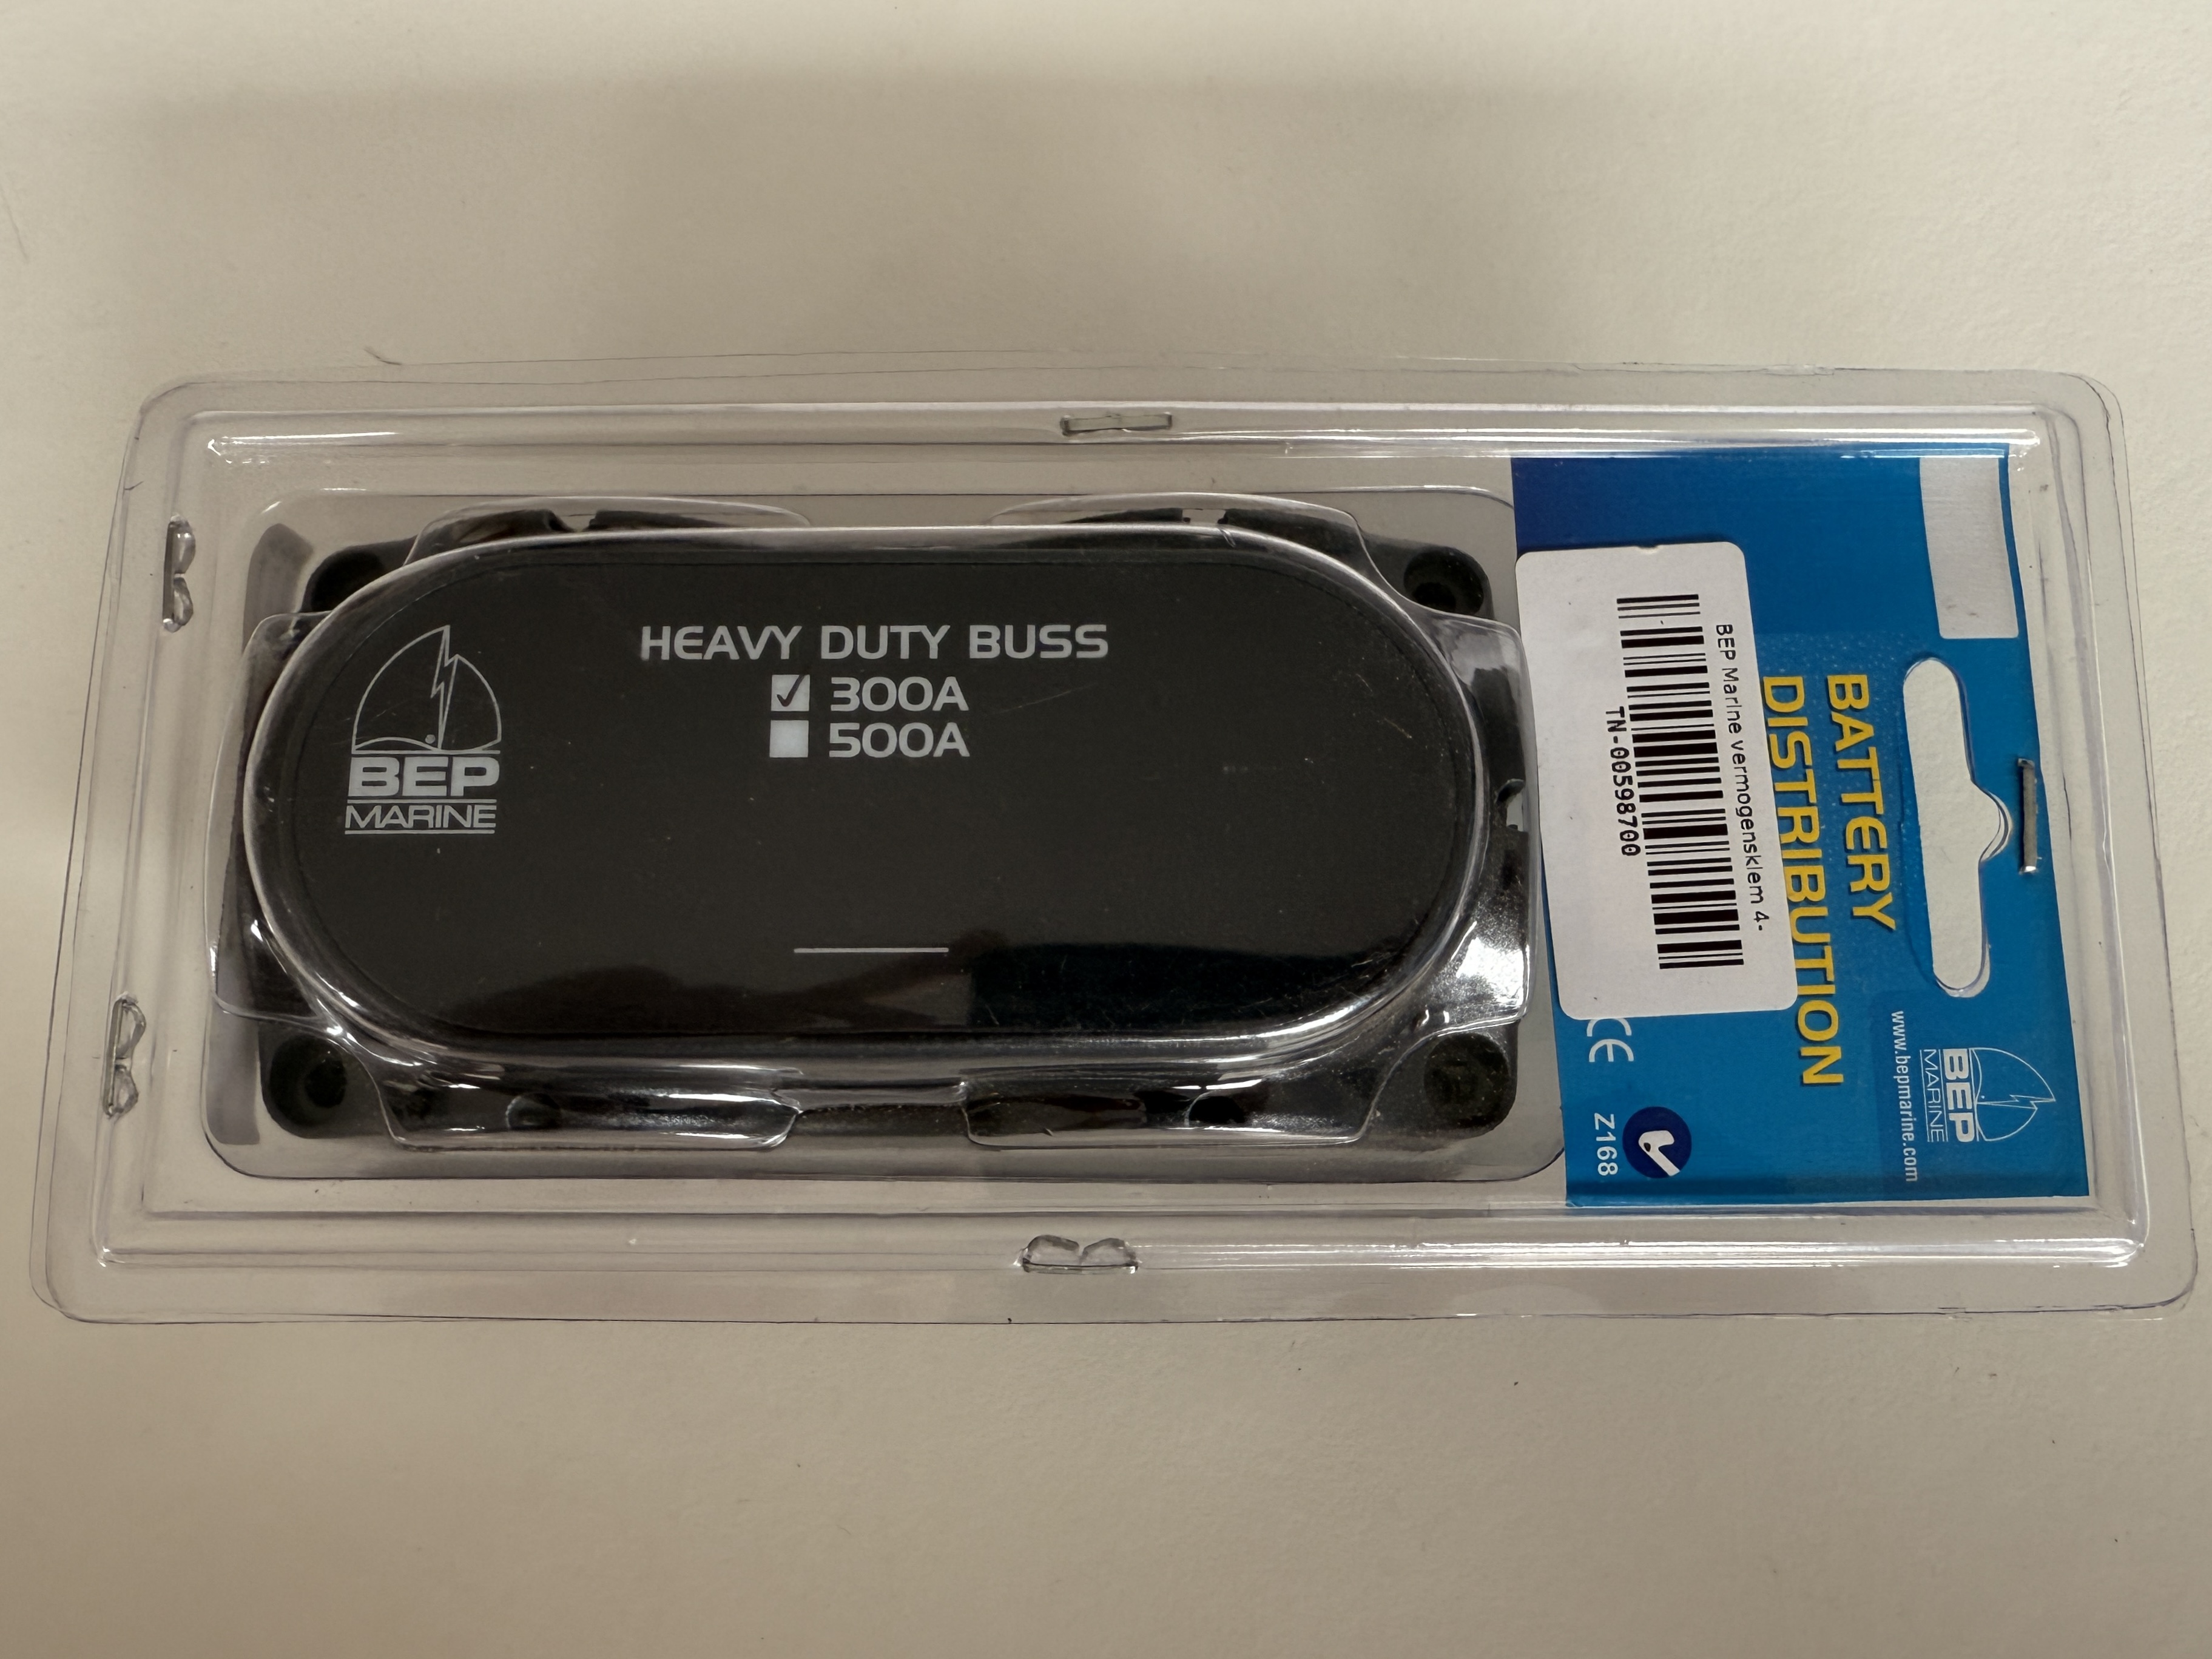 HEAVY DUTY BUSS
300A
500A
BEP
MARINE
BATTERY
DISTRIBUTION
BEP Marine vermogensklem 4-
TN-00598700
BEP
MARINE
www.bepmarine.com
CE
Z168